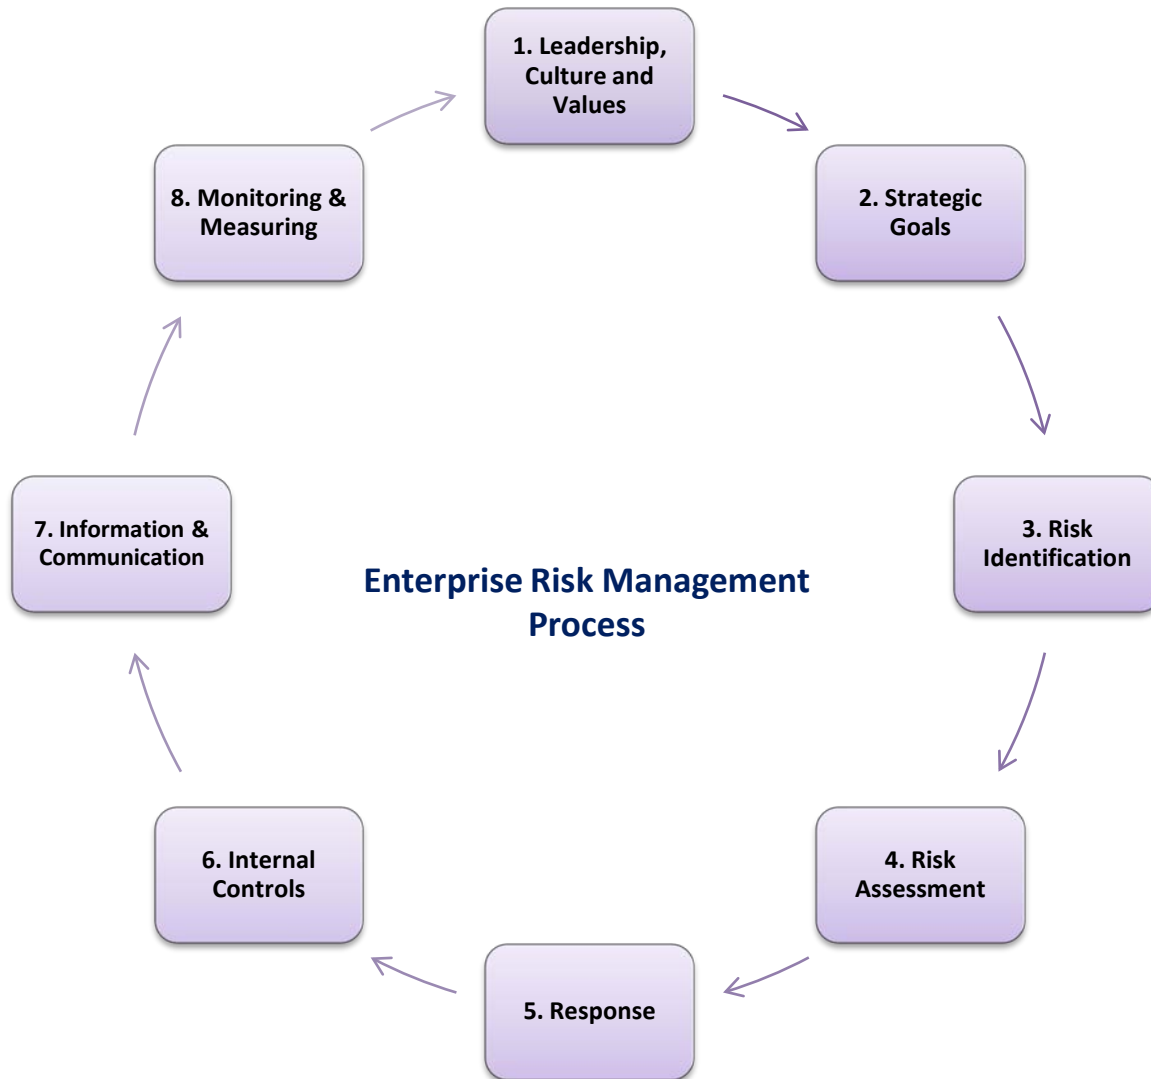 1. Leadership,
Culture and
Values
2. Strategic
Goals
3. Risk
Identification
4. Risk
Assessment
5. Response
6. Internal
Controls
7. Information &
Communication
8. Monitoring &
Measuring
Enterprise Risk Management
Process